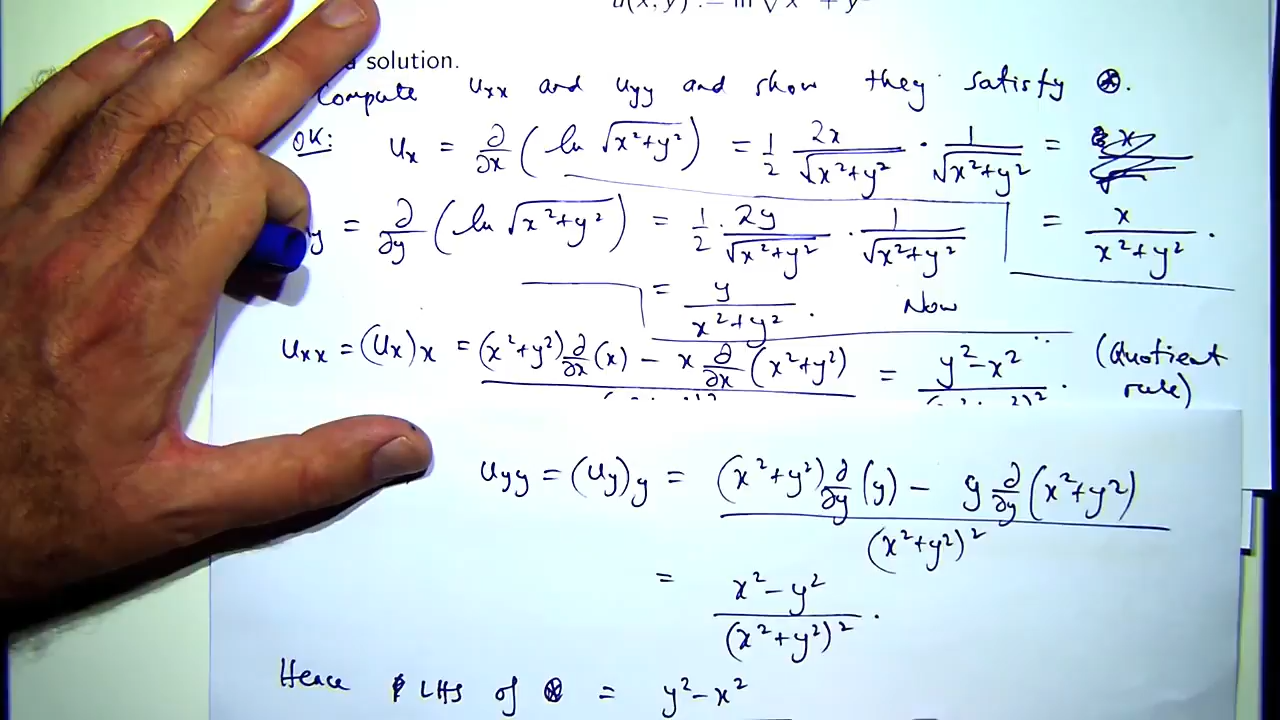 u(x, y) := ln √x² + y²
solution.
Compute uxx and uyy and show they satisfy ⊛.
OK: ux = ∂/∂x (ln √(x²+y²)) = 1/2 2x/√(x²+y²) · 1/√(x²+y²) =
y = ∂/∂y (ln √(x²+y²)) = 1/2 · 2y/√(x²+y²) · 1/√(x²+y²) = x/(x²+y²).
= y/(x²+y²). Now
uxx = (ux)x = (x²+y²) ∂/∂x (x) − x ∂/∂x (x²+y²) = y²−x² . (Quotient rule)
uyy = (uy)y = ((x²+y²) ∂/∂y (y) − y ∂/∂y (x²+y²))/(x²+y²)²
= (x²−y²)/(x²+y²)².
Hence LHS of ⊛ = y²−x²